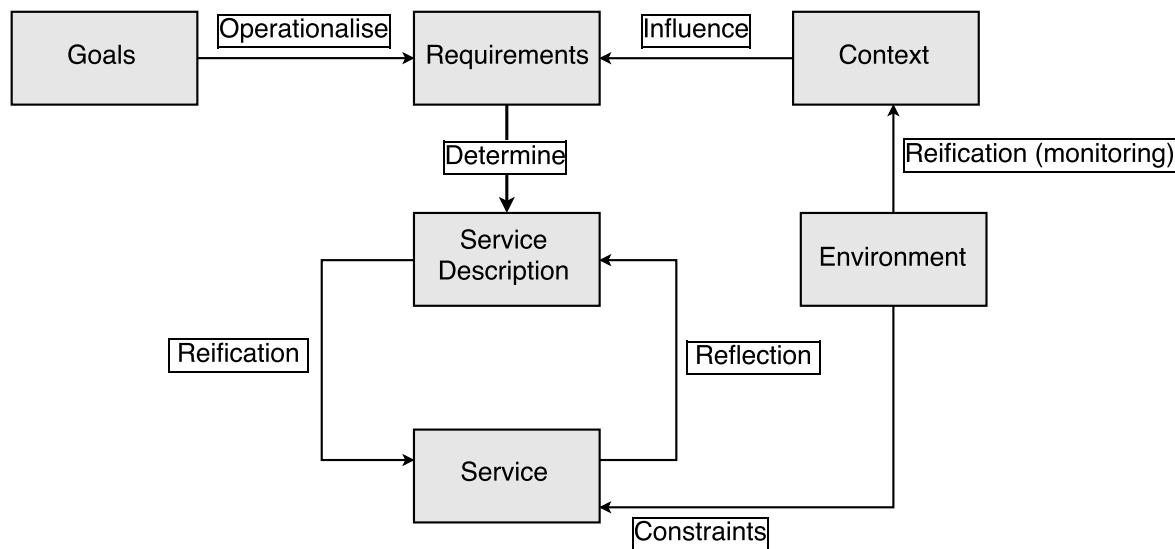 Operationalise
Influence
Goals
Requirements
Context
Determine
Reification (monitoring)
Service
Description
Environment
Reification
Reflection
Service
Constraints